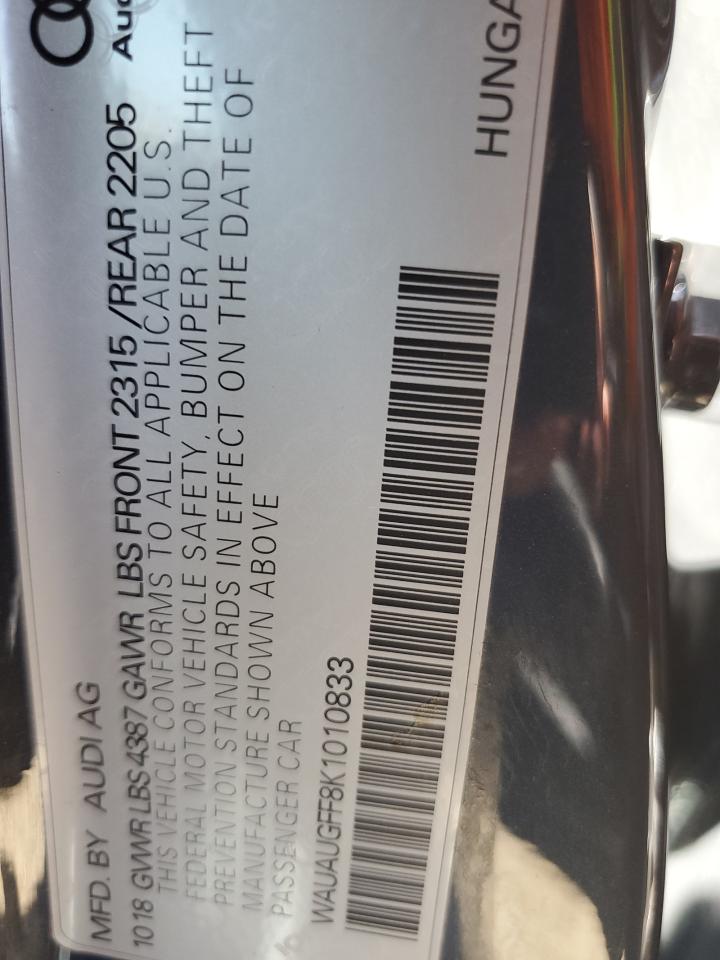 MFD. BY AUDI AG
10 18 GVWR LBS 4387 GAWR LBS FRONT 2315 /REAR 2205
THIS VEHICLE CONFORMS TO ALL APPLICABLE U.S.
FEDERAL MOTOR VEHICLE SAFETY, BUMPER AND THEFT
PREVENTION STANDARDS IN EFFECT ON THE DATE OF
MANUFACTURE SHOWN ABOVE
PASSENGER CAR
WAUAUGFF8K1010833